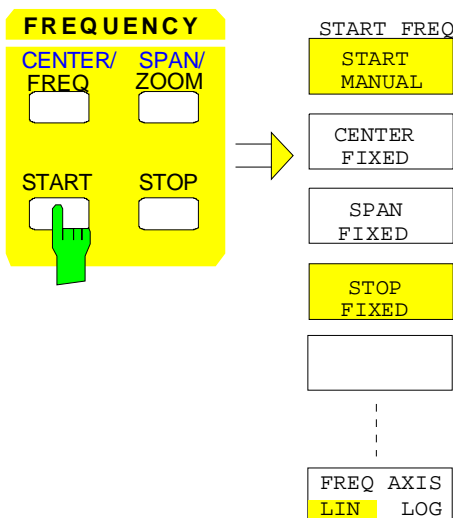 FREQUENCY
CENTER/ SPAN/
FREQ ZOOM
START STOP
START FREQ
START
MANUAL
CENTER
FIXED
SPAN
FIXED
STOP
FIXED
FREQ AXIS
LIN LOG